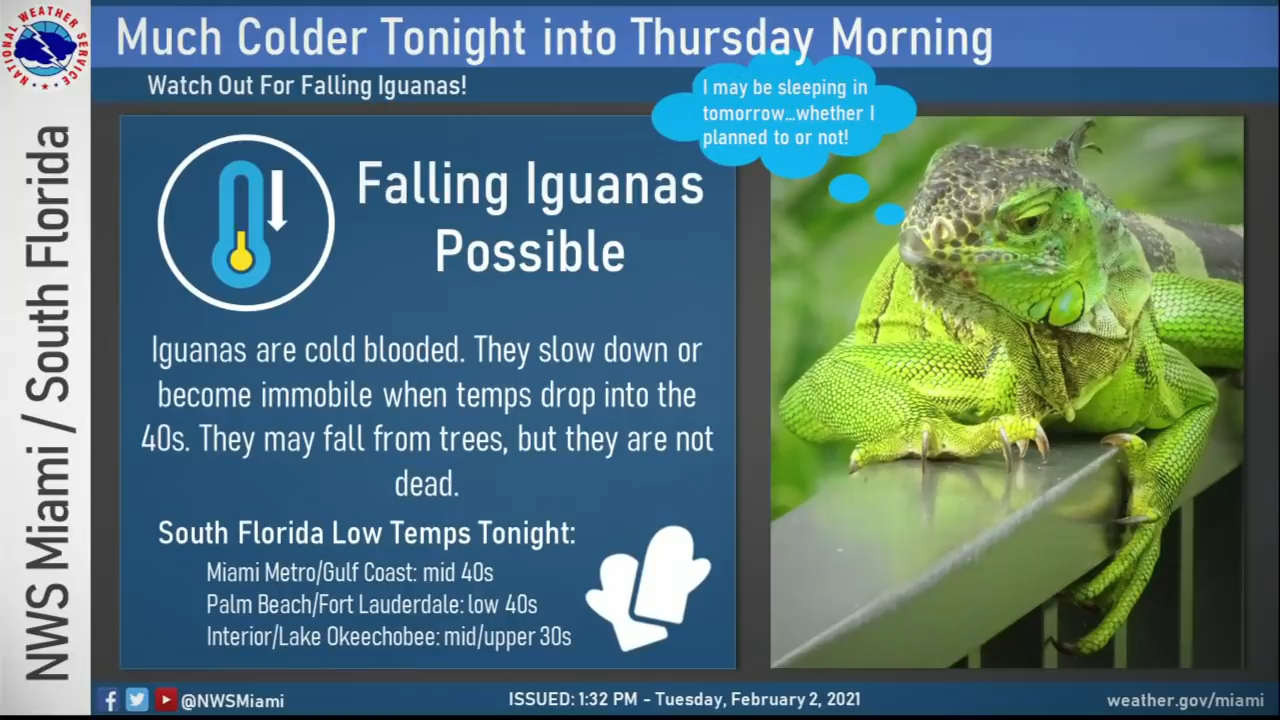 NATIONAL WEATHER SERVICE
NWS Miami / South Florida
Much Colder Tonight into Thursday Morning
Watch Out For Falling Iguanas!
I may be sleeping in
tomorrow...whether I
planned to or not!
Falling Iguanas
Possible
Iguanas are cold blooded. They slow down or
become immobile when temps drop into the
40s. They may fall from trees, but they are not
dead.
South Florida Low Temps Tonight:
Miami Metro/Gulf Coast: mid 40s
Palm Beach/Fort Lauderdale: low 40s
Interior/Lake Okeechobee: mid/upper 30s
@NWSMiami
ISSUED: 1:32 PM - Tuesday, February 2, 2021
weather.gov/miami